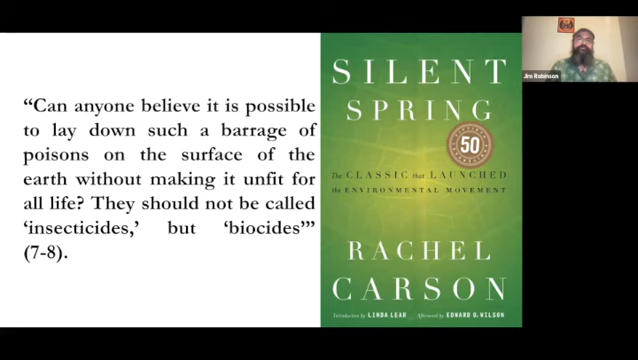 “Can anyone believe it is possible
to lay down such a barrage of
poisons on the surface of the
earth without making it unfit for
all life? They should not be called
‘insecticides,’ but ‘biocides’”
(7-8).
SILENT
SPRING
50
The CLASSIC that LAUNCHED
the ENVIRONMENTAL MOVEMENT
RACHEL
CARSON
Introduction by LINDA LEAR Afterword by EDWARD O. WILSON
Jim Robinson